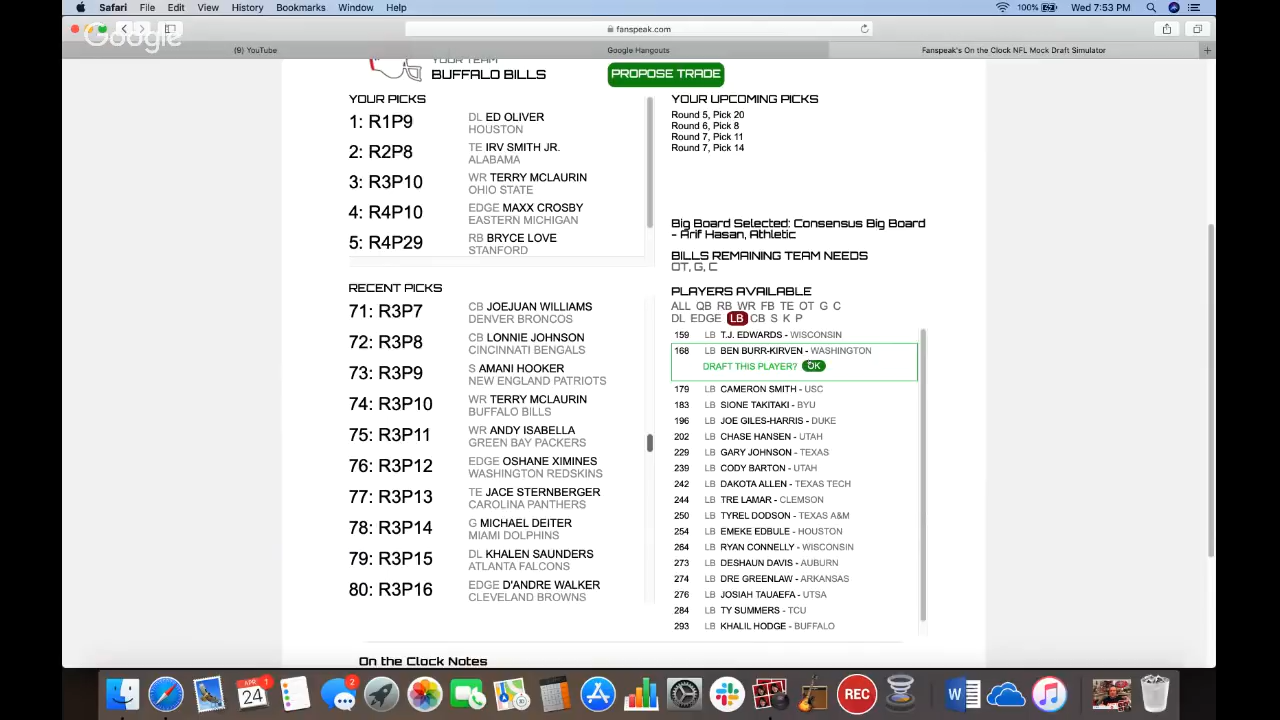 Safari File Edit View History Bookmarks Window Help
100% Wed 7:53 PM
Google
fanspeak.com
(9) YouTube
Google Hangouts
Fanspeak's On the Clock NFL Mock Draft Simulator
YOUR TEAM
BUFFALO BILLS
PROPOSE TRADE
YOUR PICKS
1: R1P9
DL ED OLIVER
HOUSTON
2: R2P8
TE IRV SMITH JR.
ALABAMA
3: R3P10
WR TERRY MCLAURIN
OHIO STATE
4: R4P10
EDGE MAXX CROSBY
EASTERN MICHIGAN
5: R4P29
RB BRYCE LOVE
STANFORD
RECENT PICKS
71: R3P7
CB JOEJUAN WILLIAMS
DENVER BRONCOS
72: R3P8
CB LONNIE JOHNSON
CINCINNATI BENGALS
73: R3P9
S AMANI HOOKER
NEW ENGLAND PATRIOTS
74: R3P10
WR TERRY MCLAURIN
BUFFALO BILLS
75: R3P11
WR ANDY ISABELLA
GREEN BAY PACKERS
76: R3P12
EDGE OSHANE XIMINES
WASHINGTON REDSKINS
77: R3P13
TE JACE STERNBERGER
CAROLINA PANTHERS
78: R3P14
G MICHAEL DEITER
MIAMI DOLPHINS
79: R3P15
DL KHALEN SAUNDERS
ATLANTA FALCONS
80: R3P16
EDGE D'ANDRE WALKER
CLEVELAND BROWNS
YOUR UPCOMING PICKS
Round 5, Pick 20
Round 6, Pick 8
Round 7, Pick 11
Round 7, Pick 14
Big Board Selected: Consensus Big Board
- Arif Hasan, Athletic
BILLS REMAINING TEAM NEEDS
OT, G, C
PLAYERS AVAILABLE
ALL QB RB WR FB TE OT G C
DL EDGE LB CB S K P
159 LB T.J. EDWARDS - WISCONSIN
168 LB BEN BURR-KIRVEN - WASHINGTON
DRAFT THIS PLAYER? OK
179 LB CAMERON SMITH - USC
183 LB SIONE TAKITAKI - BYU
196 LB JOE GILES-HARRIS - DUKE
202 LB CHASE HANSEN - UTAH
229 LB GARY JOHNSON - TEXAS
239 LB CODY BARTON - UTAH
242 LB DAKOTA ALLEN - TEXAS TECH
244 LB TRE LAMAR - CLEMSON
250 LB TYREL DODSON - TEXAS A&M
254 LB EMEKE EGBULE - HOUSTON
264 LB RYAN CONNELLY - WISCONSIN
273 LB DESHAUN DAVIS - AUBURN
274 LB DRE GREENLAW - ARKANSAS
276 LB JOSIAH TAUAEFA - UTSA
284 LB TY SUMMERS - TCU
293 LB KHALIL HODGE - BUFFALO
On the Clock Notes
APR 1
24
2
REC
W